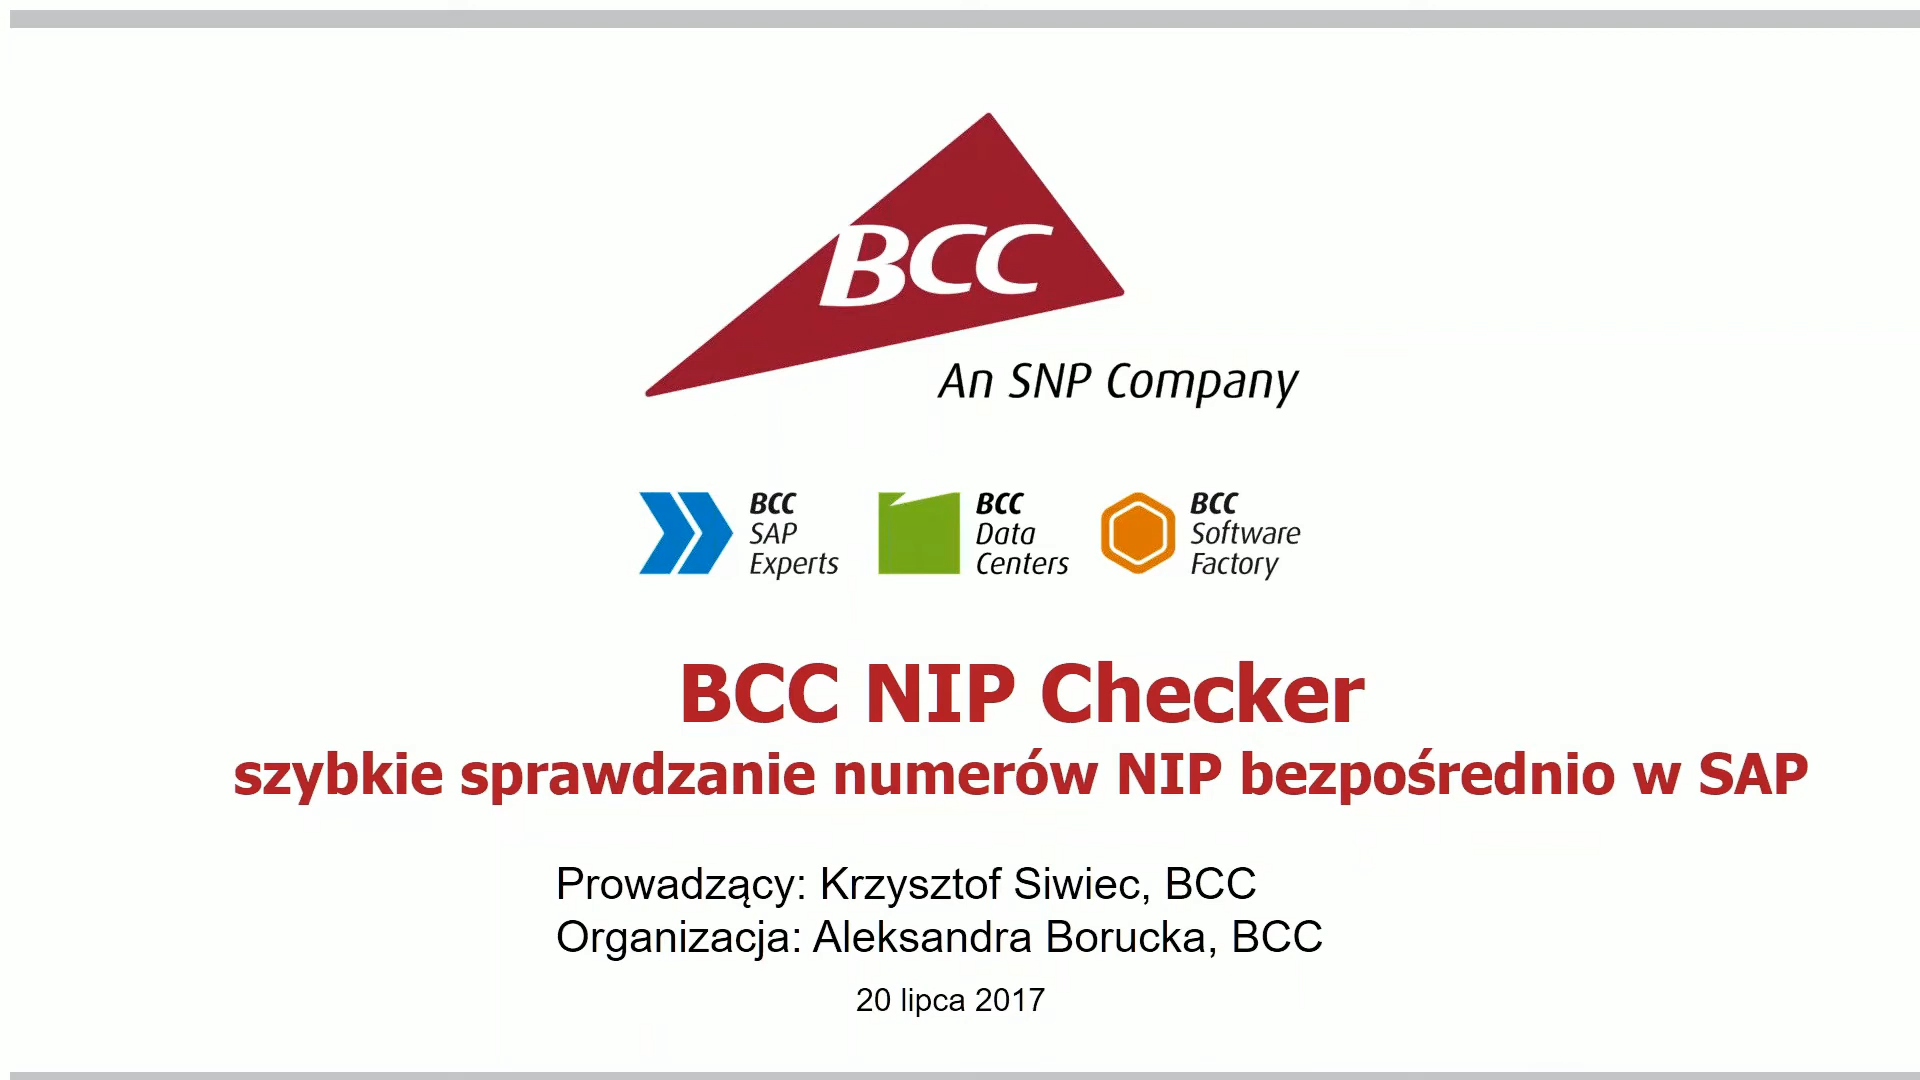 BCC
An SNP Company
BCC
SAP
Experts
BCC
Data
Centers
BCC
Software
Factory
BCC NIP Checker
szybkie sprawdzanie numerów NIP bezpośrednio w SAP
Prowadzący: Krzysztof Siwiec, BCC
Organizacja: Aleksandra Borucka, BCC
20 lipca 2017